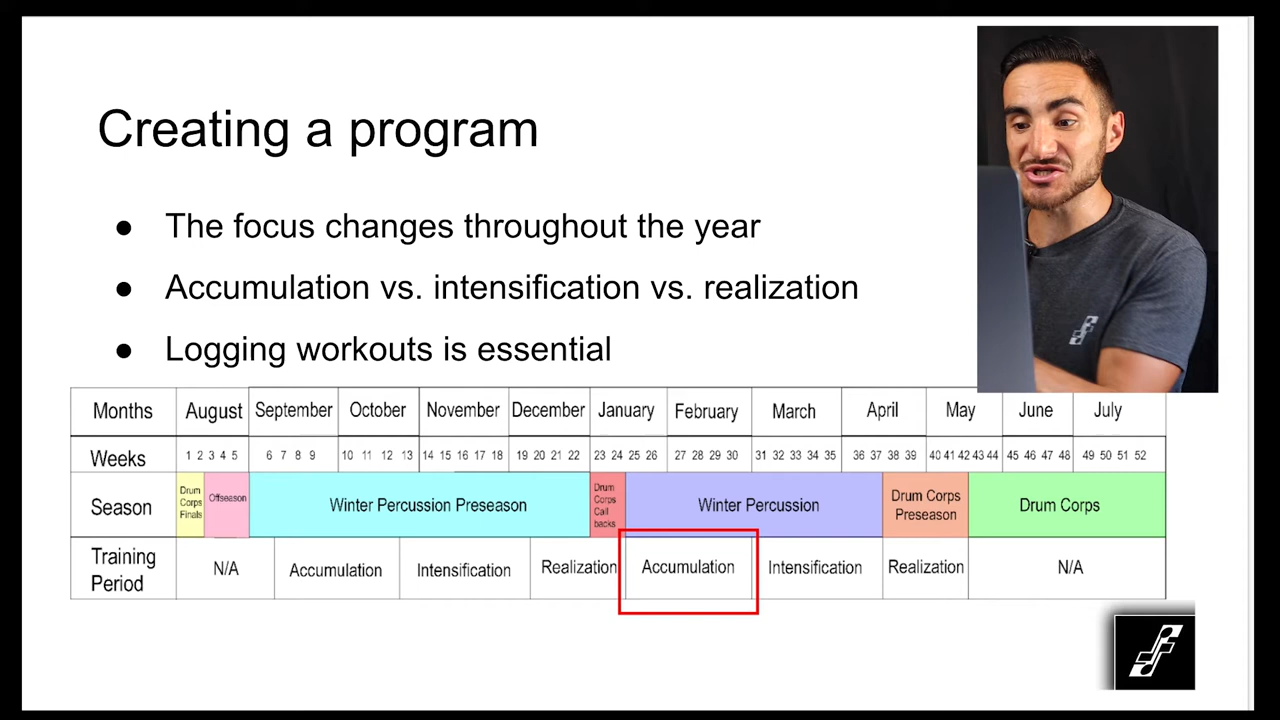 Creating a program
● The focus changes throughout the year
● Accumulation vs. intensification vs. realization
● Logging workouts is essential
Months August September October November December January February March April May June July
Weeks 1 2 3 4 5 6 7 8 9 10 11 12 13 14 15 16 17 18 19 20 21 22 23 24 25 26 27 28 29 30 31 32 33 34 35 36 37 38 39 40 41 42 43 44 45 46 47 48 49 50 51 52
Season Drum Corps Finals Offseason Winter Percussion Preseason Drum Corps Call backs Winter Percussion Drum Corps Preseason Drum Corps
Training Period N/A Accumulation Intensification Realization Accumulation Intensification Realization N/A